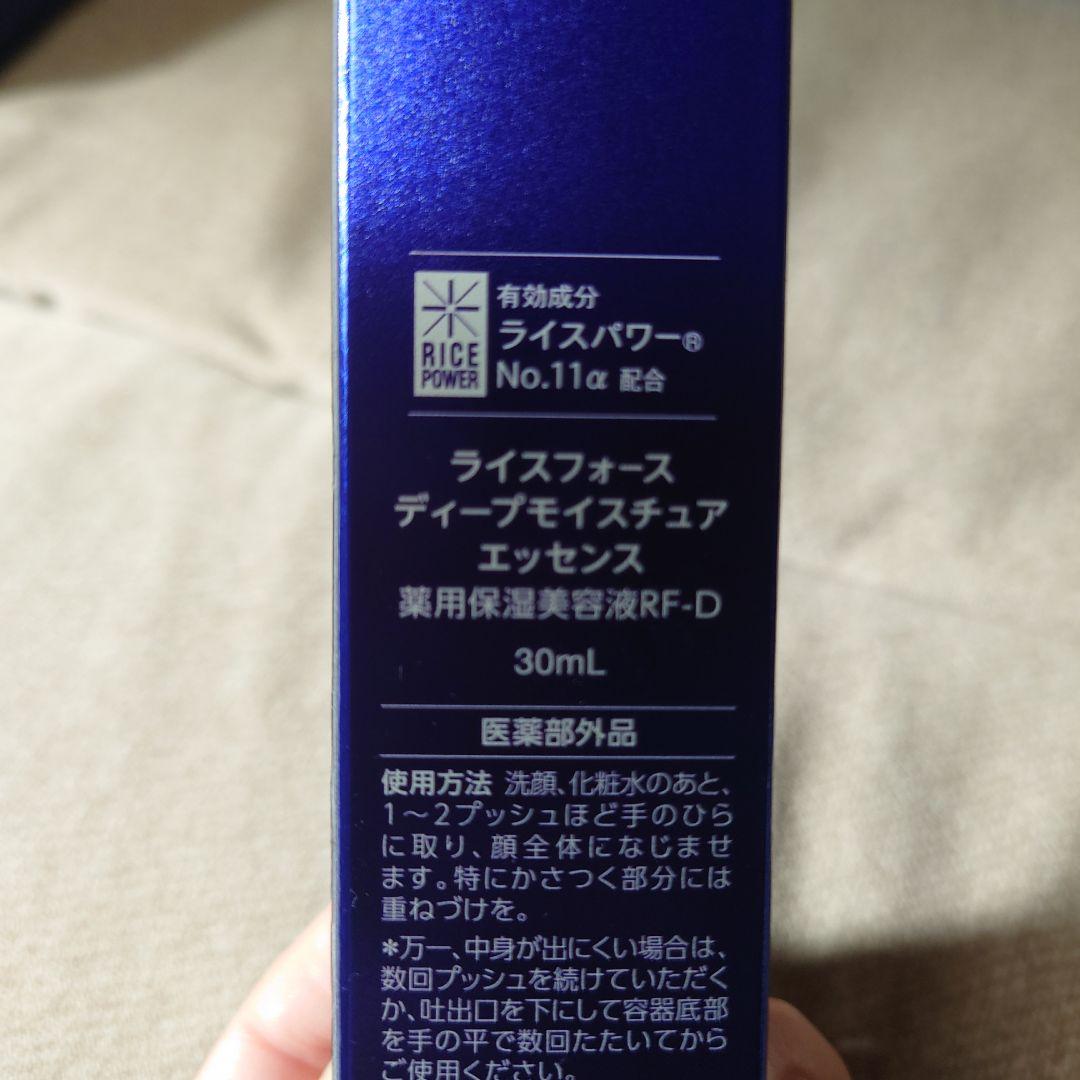 有効成分
RICE
POWER
ライスパワー®
No.11α 配合
ライスフォース
ディープモイスチュア
エッセンス
薬用保湿美容液RF-D
30mL
医薬部外品
使用方法 洗顔、化粧水のあと、
1～2プッシュほど手のひら
に取り、顔全体になじませ
ます。特にかさつく部分には
重ねづけを。
*万一、中身が出にくい場合は、
数回プッシュを続けていただく
か、吐出口を下にして容器底部
を手の平で数回たたいてから
ご使用ください。